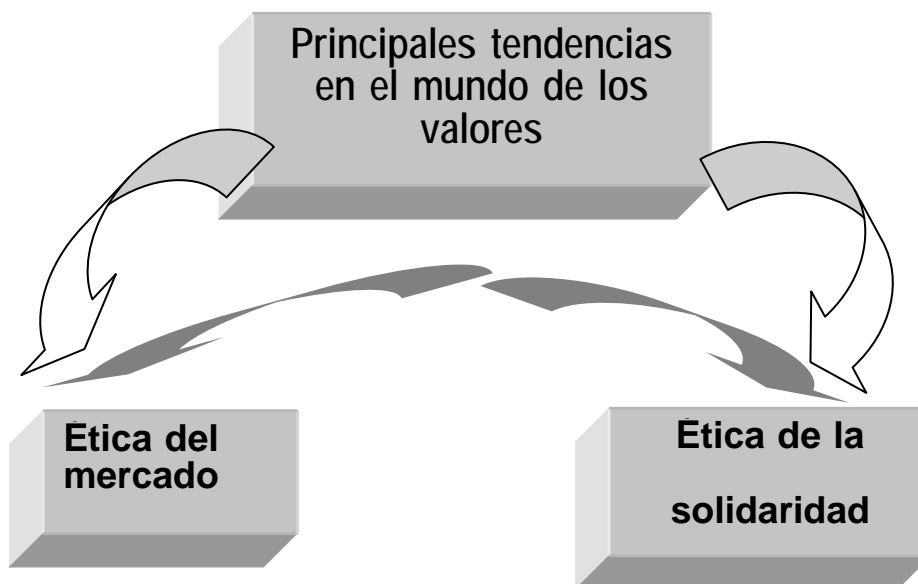 Principales tendencias
en el mundo de los
valores
Ética del
mercado
Ética de la
solidaridad